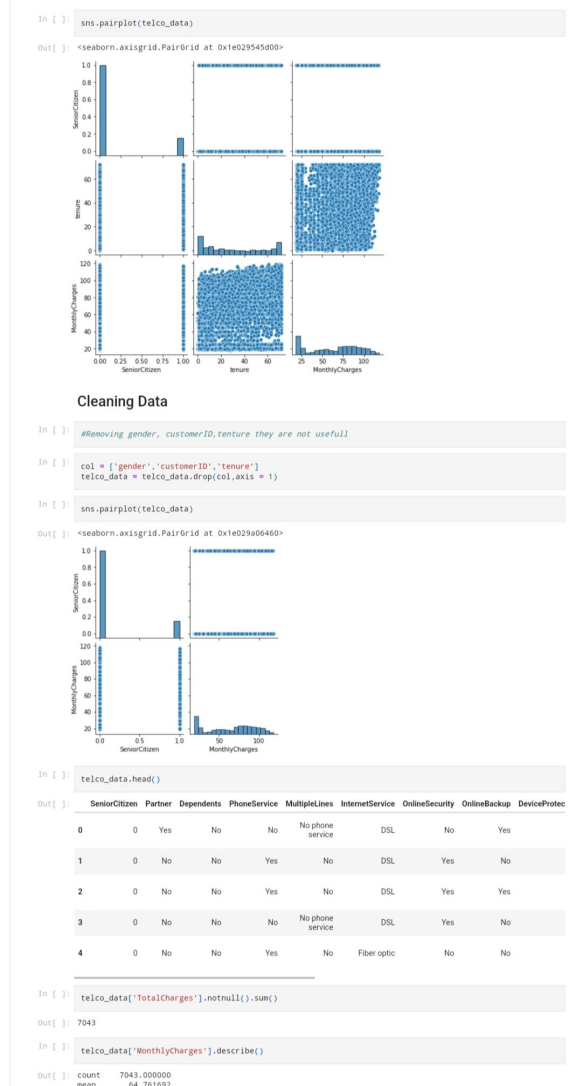 In [ ]: sns.pairplot(telco_data)
Out[ ]: <seaborn.axisgrid.PairGrid at 0x1e029545d00>
1.0
0.8
0.6
0.4
0.2
0.0
SeniorCitizen
60
40
20
0
tenure
120
100
80
60
40
20
MonthlyCharges
0.00 0.25 0.50 0.75 1.00 0 20 40 60 25 50 75 100
SeniorCitizen tenure MonthlyCharges
Cleaning Data
In [ ]: #Removing gender, customerID,tenture they are not usefull
In [ ]: col = ['gender','customerID','tenure']
telco_data = telco_data.drop(col,axis = 1)
In [ ]: sns.pairplot(telco_data)
Out[ ]: <seaborn.axisgrid.PairGrid at 0x1e029a06460>
1.0
0.8
0.6
0.4
0.2
0.0
SeniorCitizen
120
100
80
60
40
20
MonthlyCharges
0.0 0.5 1.0 50 100
SeniorCitizen MonthlyCharges
In [ ]: telco_data.head()
Out[ ]: SeniorCitizen Partner Dependents PhoneService MultipleLines InternetService OnlineSecurity OnlineBackup DeviceProtec
0 0 Yes No No No phone service DSL No Yes
1 0 No No Yes No DSL Yes No
2 0 No No Yes No DSL Yes Yes
3 0 No No No No phone service DSL Yes No
4 0 No No Yes No Fiber optic No No
In [ ]: telco_data['TotalCharges'].notnull().sum()
Out[ ]: 7043
In [ ]: telco_data['MonthlyCharges'].describe()
Out[ ]: count 7043.000000
mean 64.761692